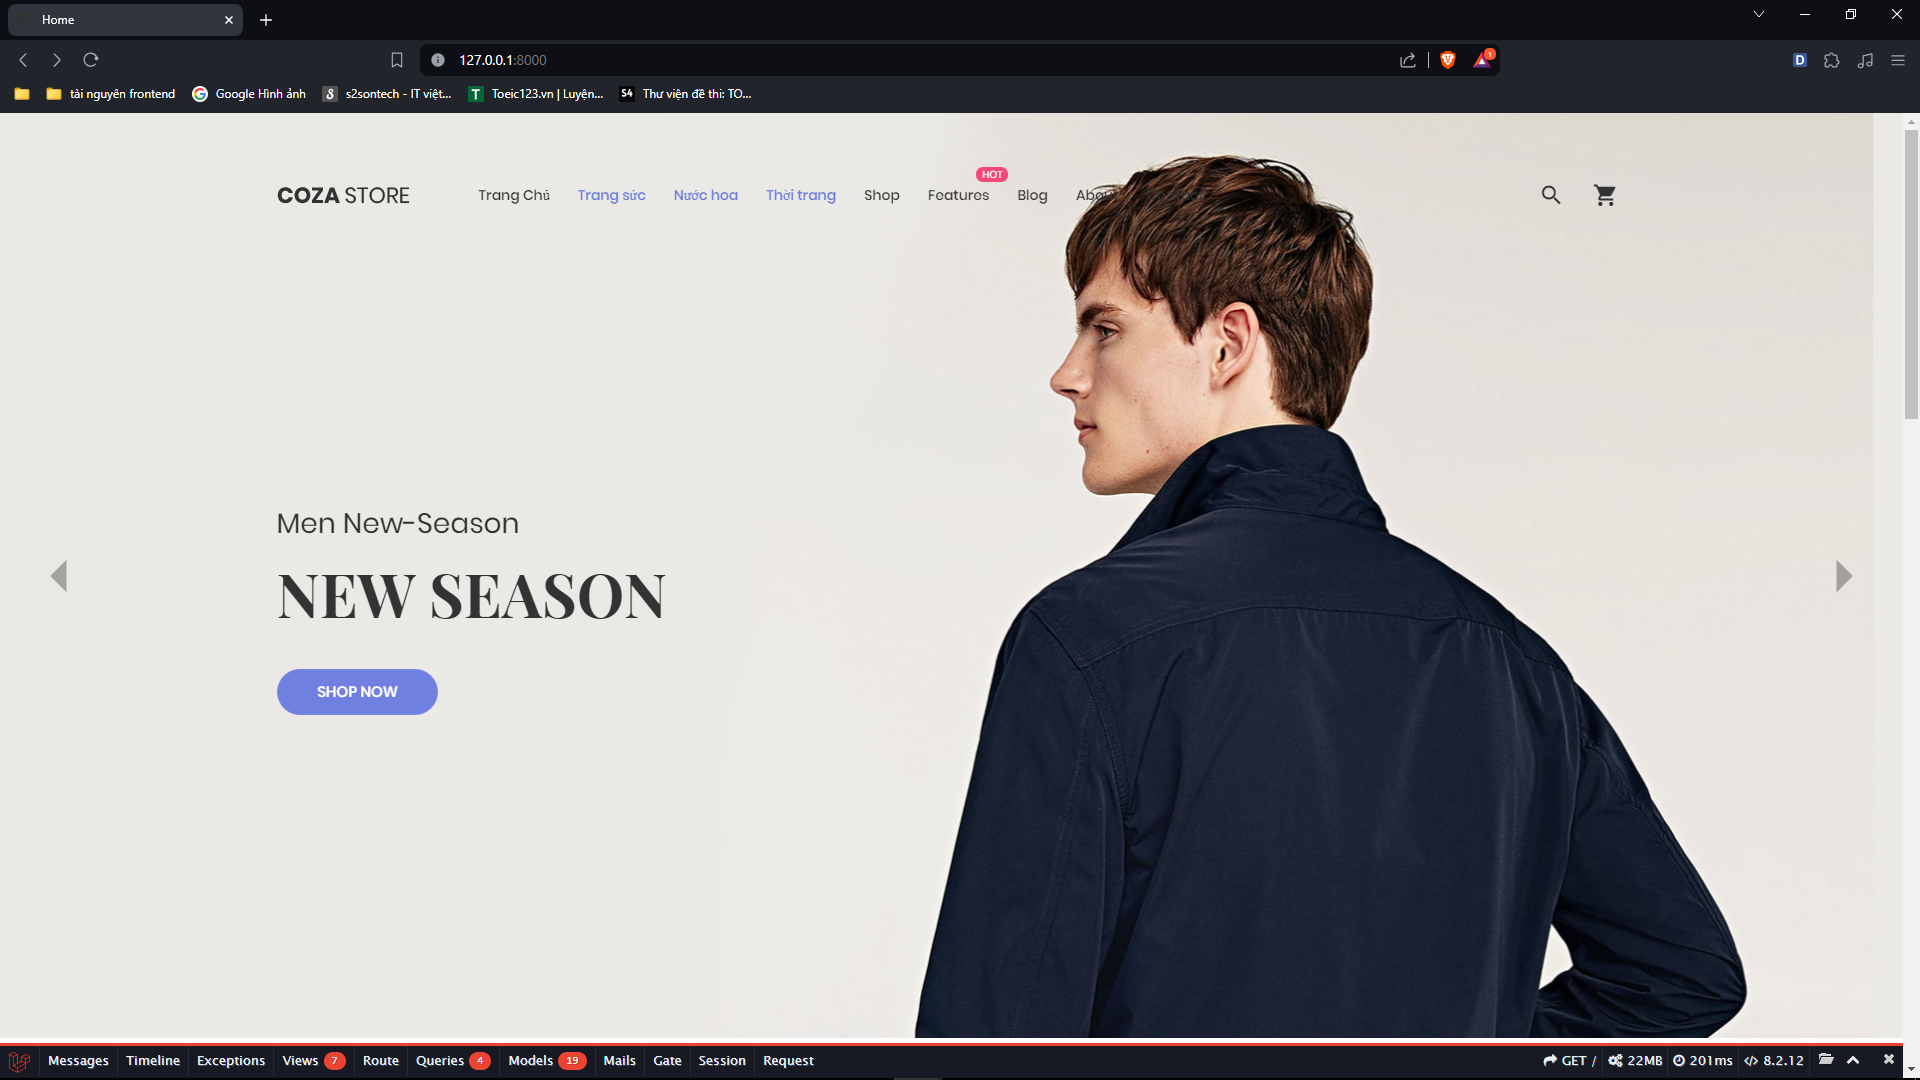 Home
127.0.0.1:8000
1
D
tài nguyên frontend
Google Hình ảnh
s2sontech - IT việt...
T
Toeic123.vn | Luyện...
S4
Thư viện đề thi: TO...
COZA STORE
Trang Chủ
Trang sức
Nước hoa
Thời trang
Shop
Features
HOT
Blog
Men New-Season
NEW SEASON
SHOP NOW
Messages
Timeline
Exceptions
Views 7
Route
Queries 4
Models 19
Mails
Gate
Session
Request
GET /
22MB
201ms
8.2.12